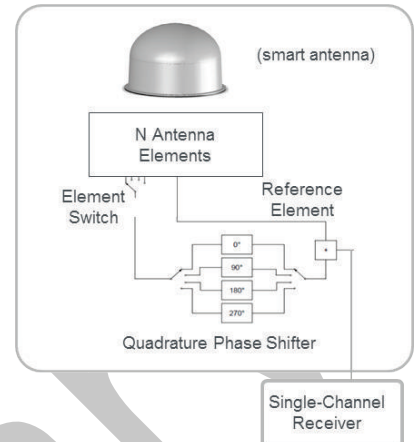 (smart antenna)
N Antenna
Elements
Element
Switch
Reference
Element
0°
90°
180°
270°
+
Quadrature Phase Shifter
Single-Channel
Receiver